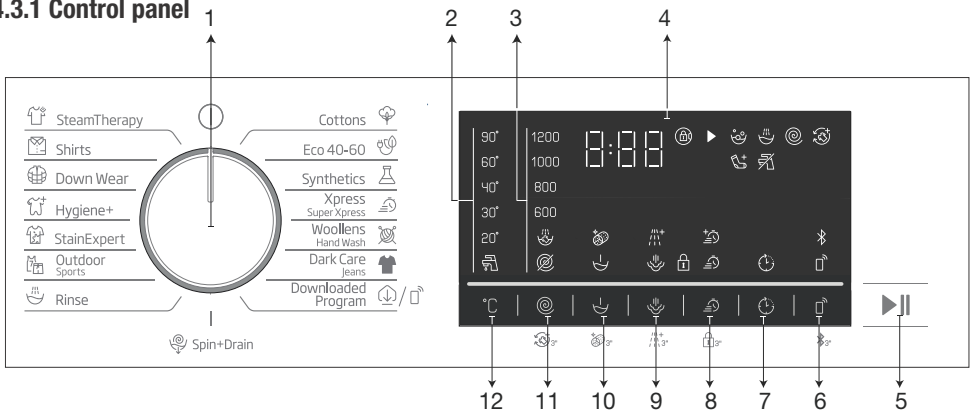 4.3.1 Control panel
1
2
3
4
SteamTherapy
Shirts
Down Wear
Hygiene+
StainExpert
Outdoor
Sports
Rinse
Spin+Drain
Cottons
Eco 40-60
Synthetics
Xpress
Super Xpress
Woollens
Hand Wash
Dark Care
Jeans
Downloaded
Program
90°
60°
40°
30°
20°
1200
1000
800
600
8:88
°C
3"
3"
3"
3"
3"
12
11
10
9
8
7
6
5